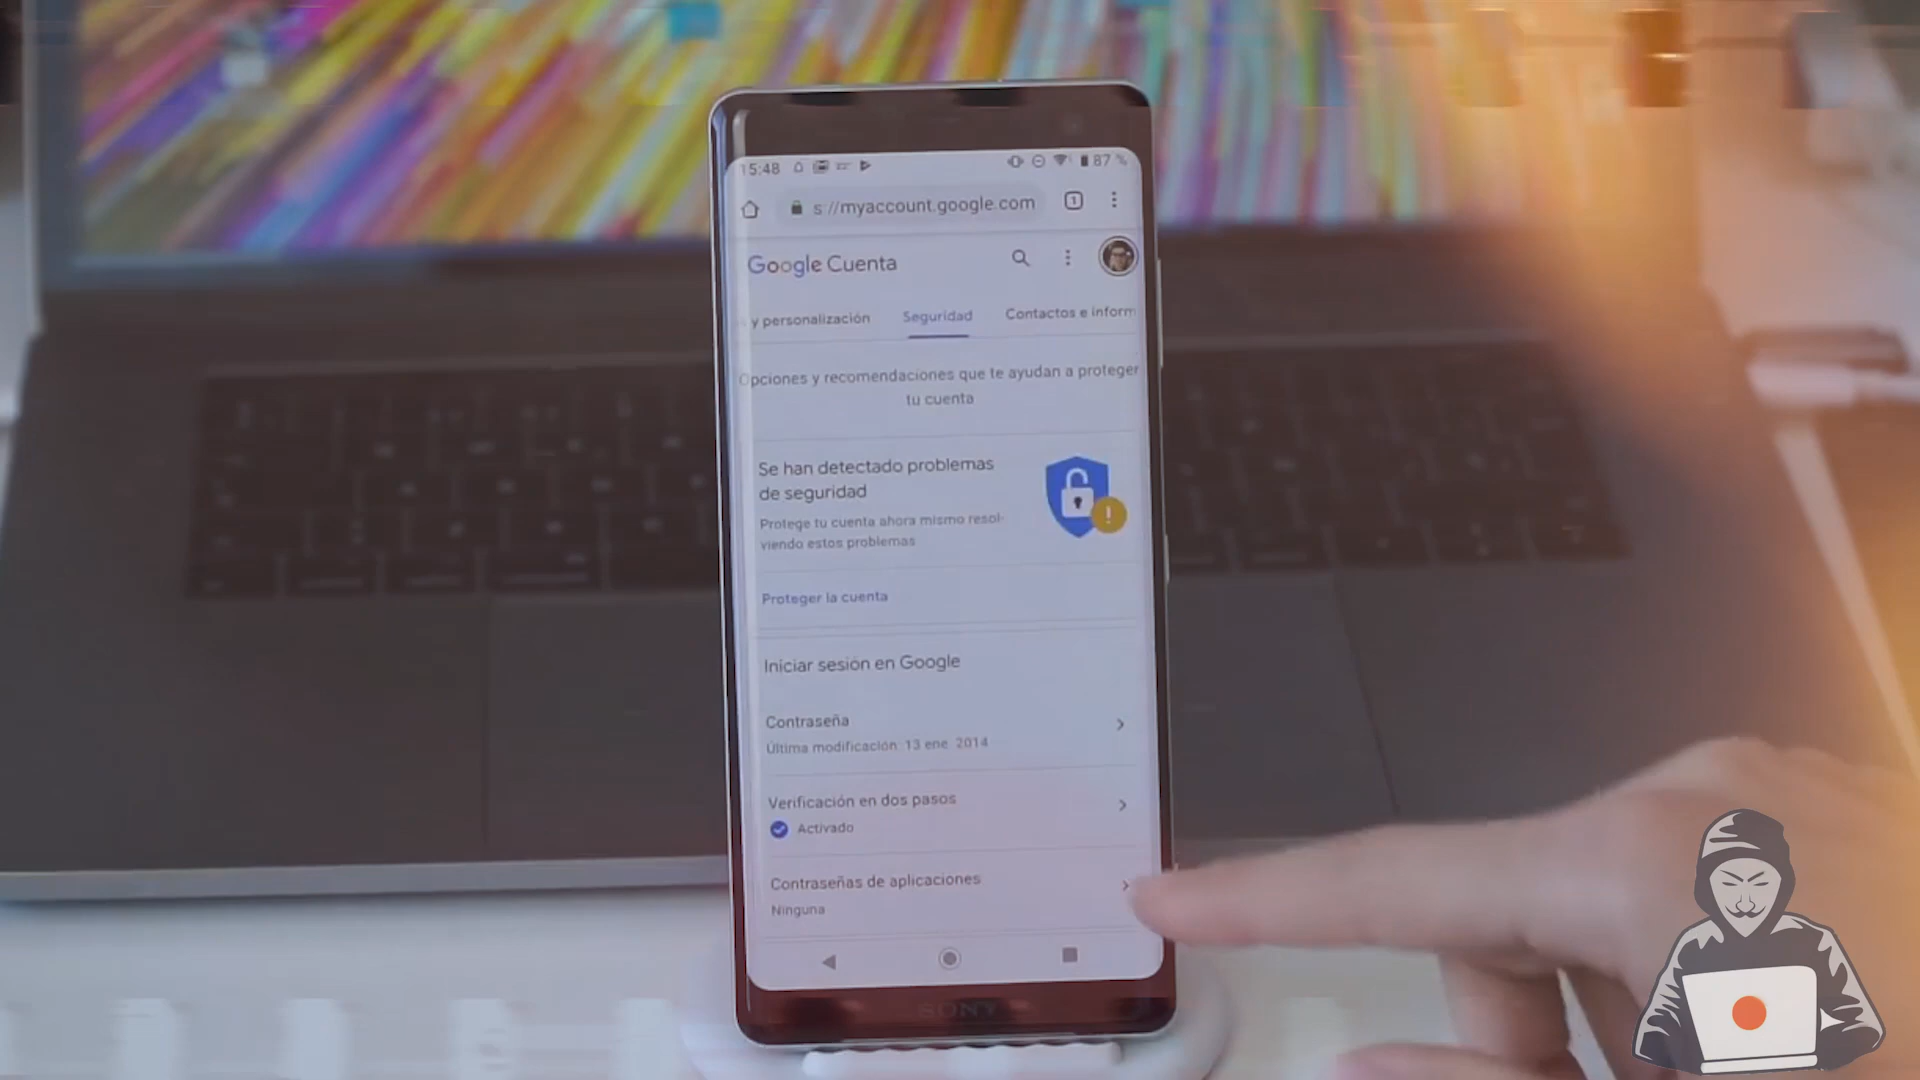 15:48
87 %
s://myaccount.google.com
1
Google Cuenta
y personalización
Seguridad
Contactos e inform
Opciones y recomendaciones que te ayudan a proteger
tu cuenta
Se han detectado problemas
de seguridad
!
Protege tu cuenta ahora mismo resol-
viendo estos problemas
Proteger la cuenta
Iniciar sesión en Google
Contraseña
Última modificación: 13 ene. 2014
Verificación en dos pasos
Activado
Contraseñas de aplicaciones
Ninguna
SONY